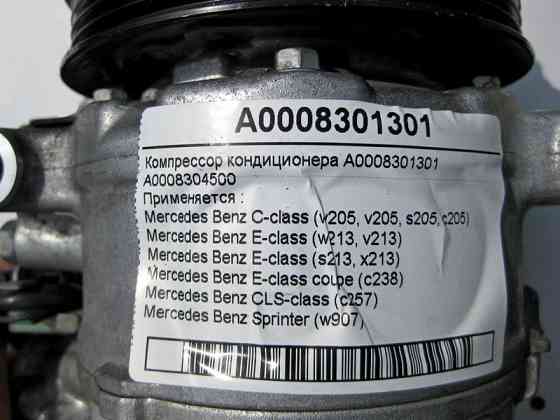 A0008301301
Компрессор кондиционера A0008301301
A0008304500
Применяется :
Mercedes Benz C-class (v205, v205, s205, c205)
Mercedes Benz E-class (w213, v213)
Mercedes Benz E-class (s213, x213)
Mercedes Benz E-class coupe (c238)
Mercedes Benz CLS-class (c257)
Mercedes Benz Sprinter (w907)